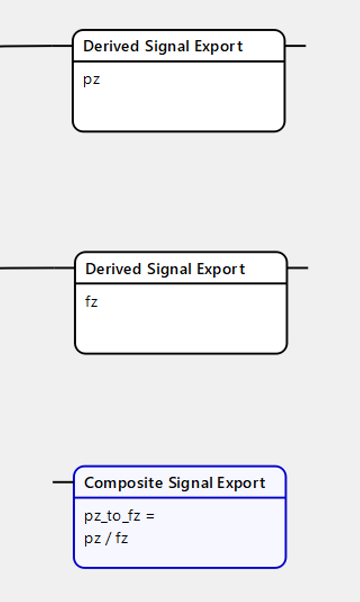 Derived Signal Export
pz
Derived Signal Export
fz
Composite Signal Export
pz_to_fz =
pz / fz